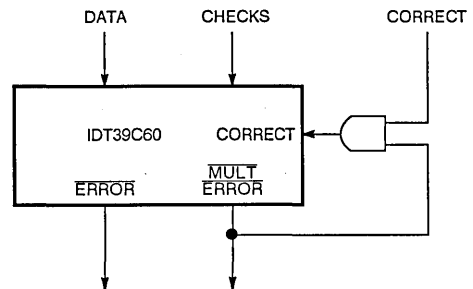 DATA CHECKS CORRECT
IDT39C60 CORRECT
MULT
ERROR ERROR